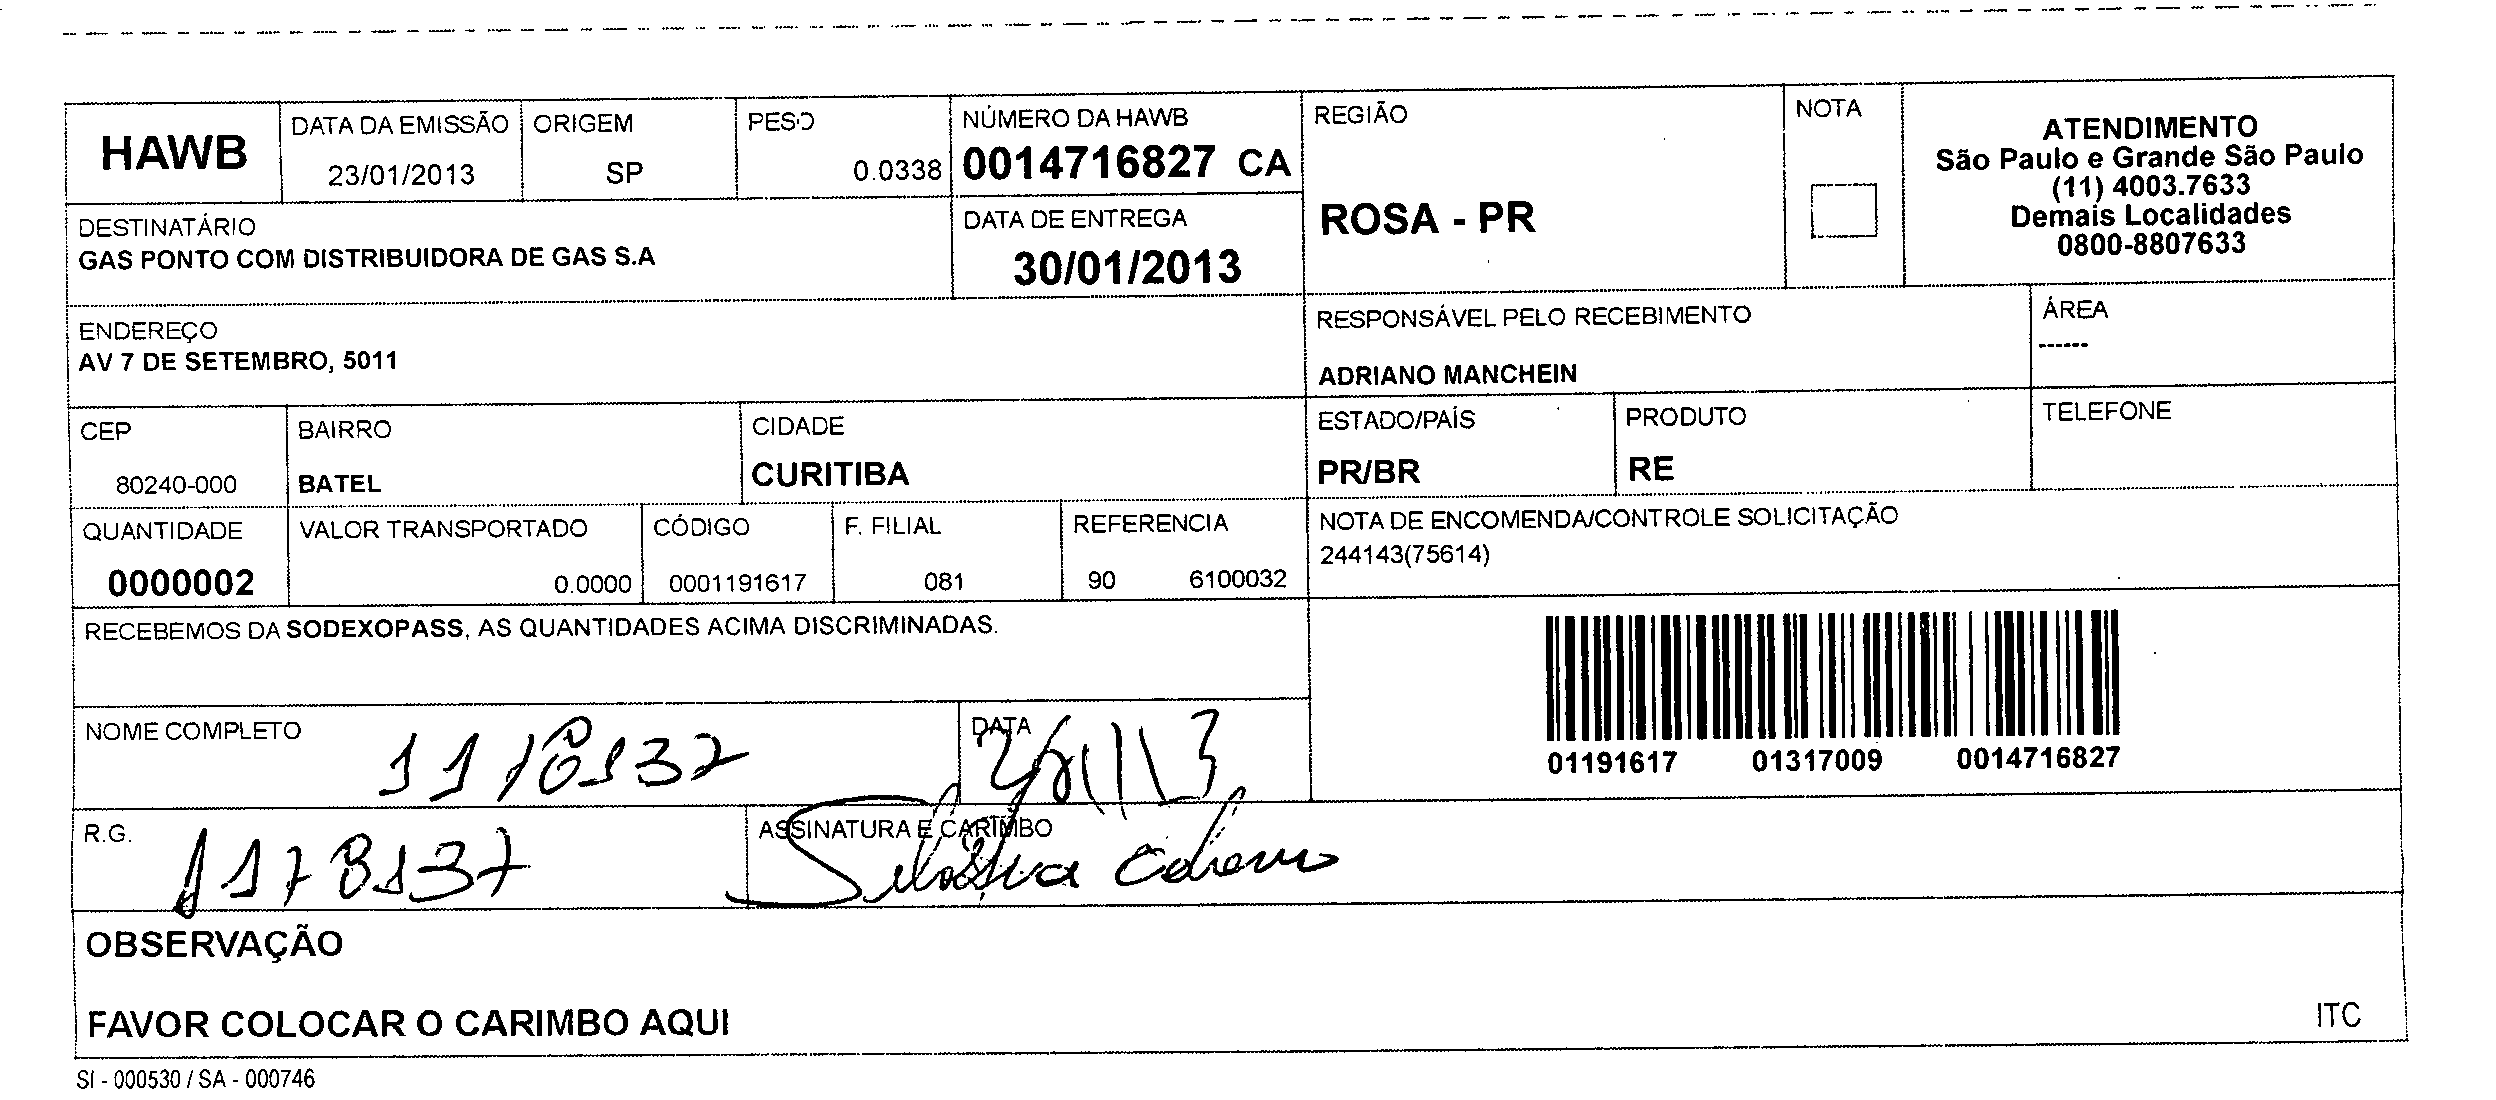 HAWB
DATA DA EMISSÃO
23/01/2013
ORIGEM
SP
PESO
0.0338
NÚMERO DA HAWB
0014716827 CA
REGIÃO
ROSA - PR
NOTA
ATENDIMENTO
São Paulo e Grande São Paulo
(11) 4003.7633
Demais Localidades
0800-8807633
DESTINATÁRIO
GAS PONTO COM DISTRIBUIDORA DE GAS S.A
DATA DE ENTREGA
30/01/2013
ENDEREÇO
AV 7 DE SETEMBRO, 5011
RESPONSÁVEL PELO RECEBIMENTO
ADRIANO MANCHEIN
ÁREA
------
CEP
80240-000
BAIRRO
BATEL
CIDADE
CURITIBA
ESTADO/PAÍS
PR/BR
PRODUTO
RE
TELEFONE
QUANTIDADE
0000002
VALOR TRANSPORTADO
0.0000
CÓDIGO
0001191617
F. FILIAL
081
REFERENCIA
90 6100032
NOTA DE ENCOMENDA/CONTROLE SOLICITAÇÃO
244143(75614)
RECEBEMOS DA SODEXOPASS, AS QUANTIDADES ACIMA DISCRIMINADAS.
01191617 01317009 0014716827
NOME COMPLETO
DATA
R.G.
1178137
ASSINATURA E CARIMBO
OBSERVAÇÃO
FAVOR COLOCAR O CARIMBO AQUI
ITC
SI - 000530 / SA - 000746